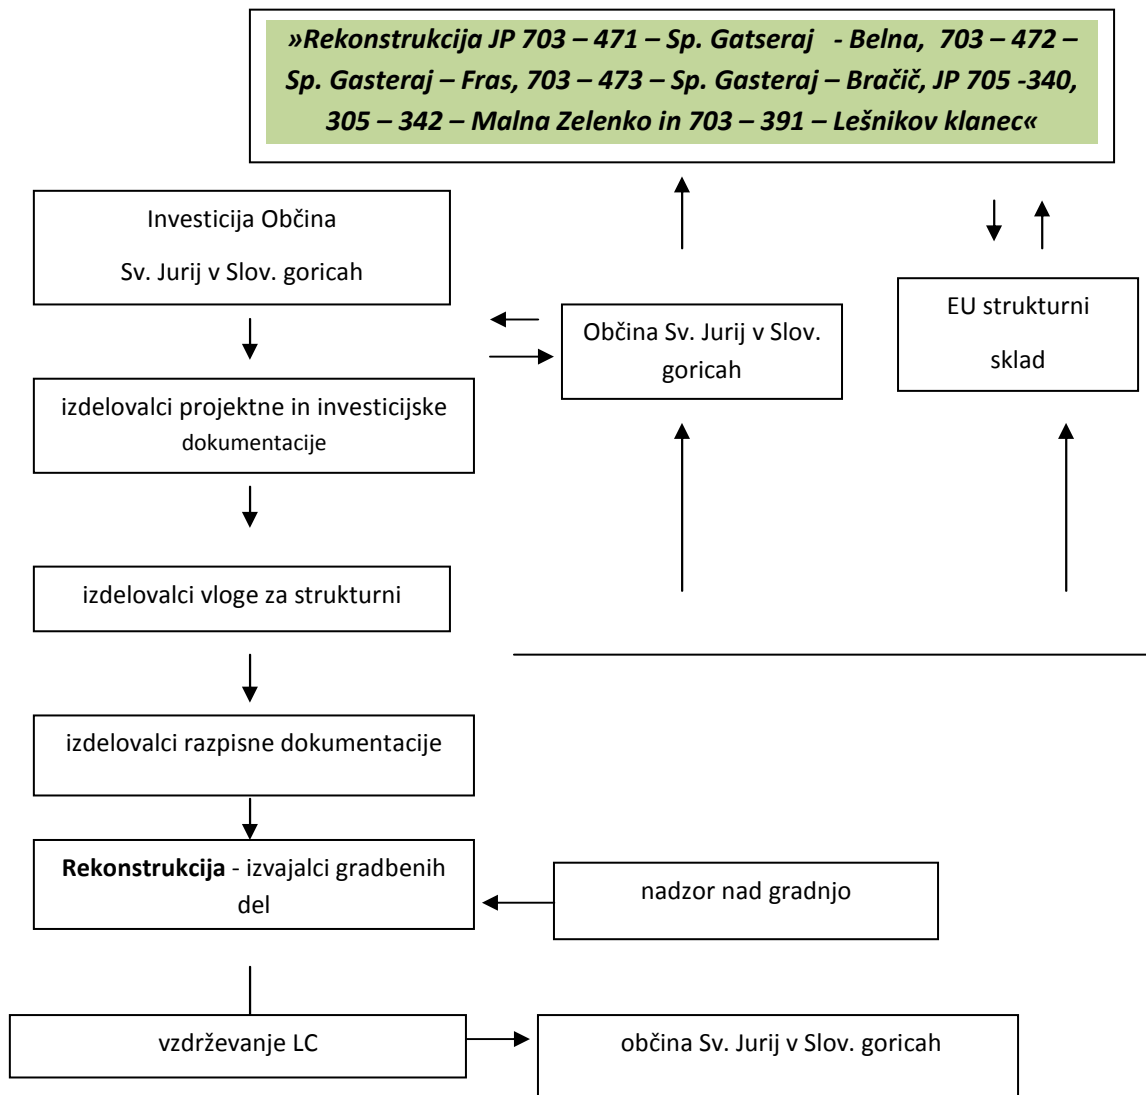 »Rekonstrukcija JP 703 – 471 – Sp. Gatseraj - Belna, 703 – 472 –
Sp. Gasteraj – Fras, 703 – 473 – Sp. Gasteraj – Bračič, JP 705 -340,
305 – 342 – Malna Zelenko in 703 – 391 – Lešnikov klanec«
Investicija Občina
Sv. Jurij v Slov. goricah
Občina Sv. Jurij v Slov.
goricah
EU strukturni
sklad
izdelovalci projektne in investicijske
dokumentacije
izdelovalci vloge za strukturni
izdelovalci razpisne dokumentacije
Rekonstrukcija - izvajalci gradbenih
del
nadzor nad gradnjo
vzdrževanje LC
občina Sv. Jurij v Slov. goricah